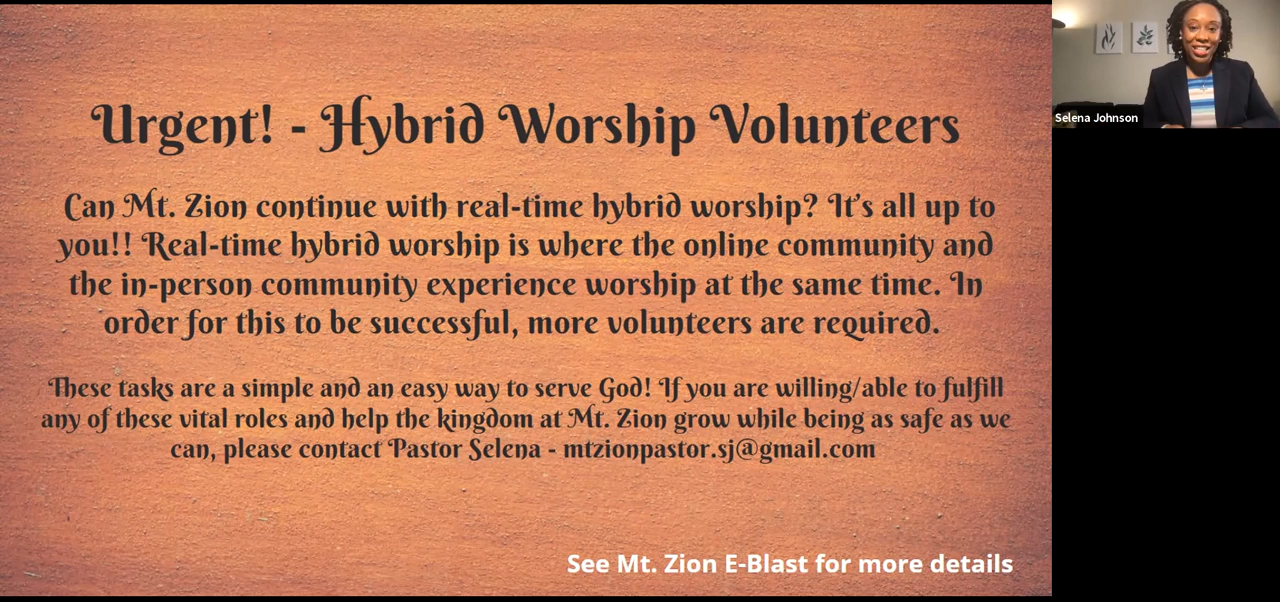 Urgent! - Hybrid Worship Volunteers
Can Mt. Zion continue with real-time hybrid worship? It's all up to
you!! Real-time hybrid worship is where the online community and
the in-person community experience worship at the same time. In
order for this to be successful, more volunteers are required.
These tasks are a simple and an easy way to serve God! If you are willing/able to fulfill
any of these vital roles and help the kingdom at Mt. Zion grow while being as safe as we
can, please contact Pastor Selena - mtzionpastor.sj@gmail.com
See Mt. Zion E-Blast for more details
Selena Johnson